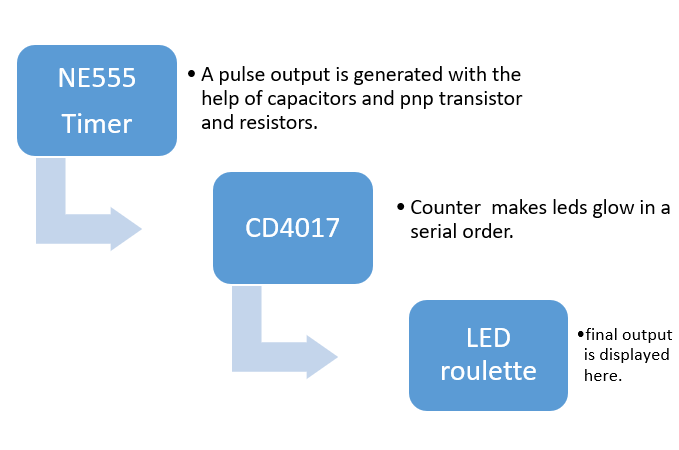 NE555
Timer
• A pulse output is generated with the
help of capacitors and pnp transistor
and resistors.
CD4017
• Counter  makes leds glow in a
serial order.
LED
roulette
•final output
is displayed
here.